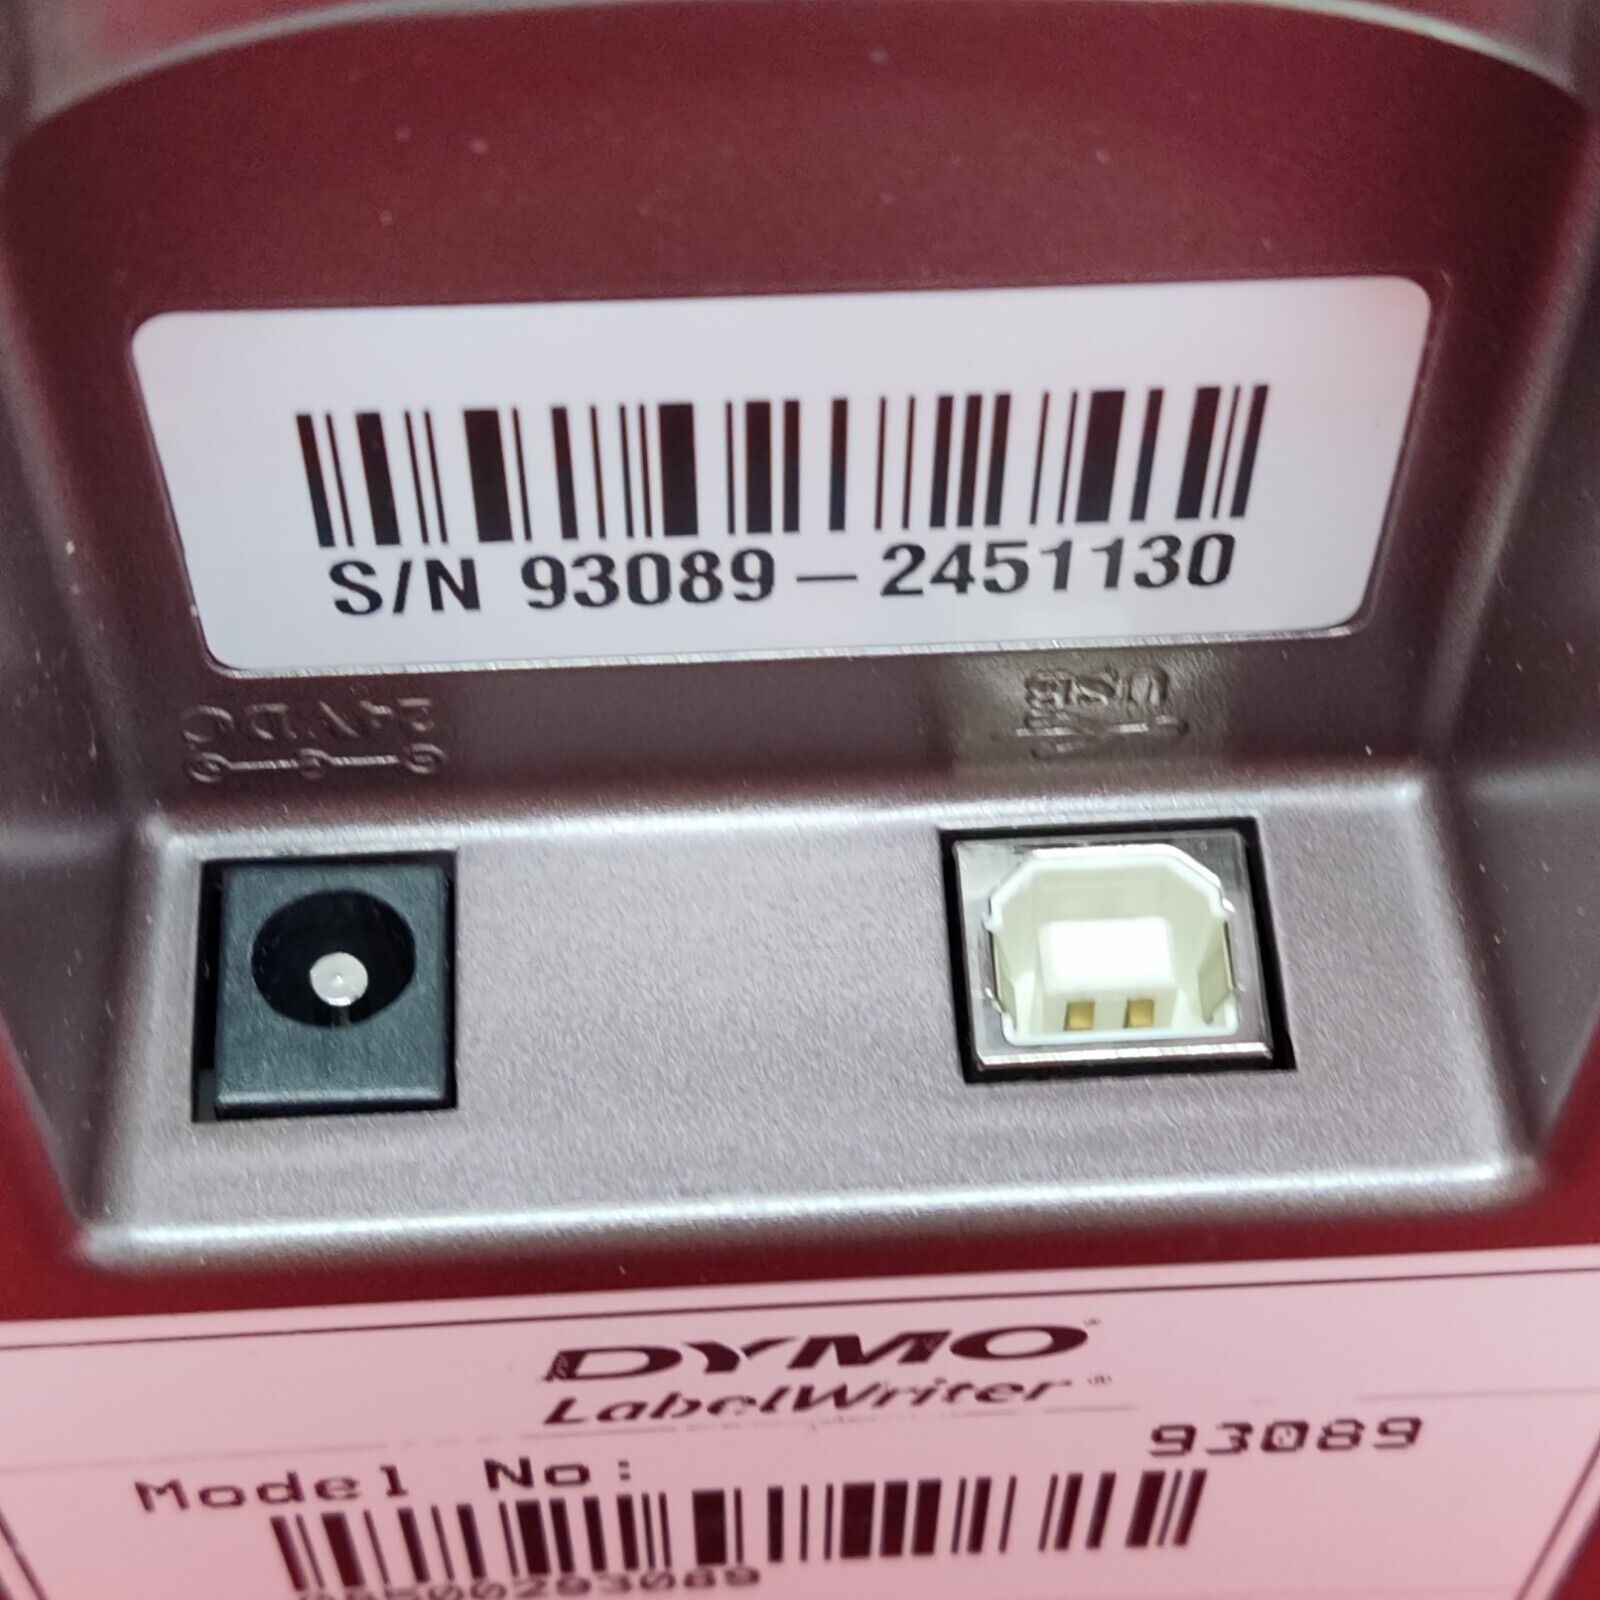 S/N 93089-2451130
24VDC
USB
DYMO
LabelWriter
Model No: 93089